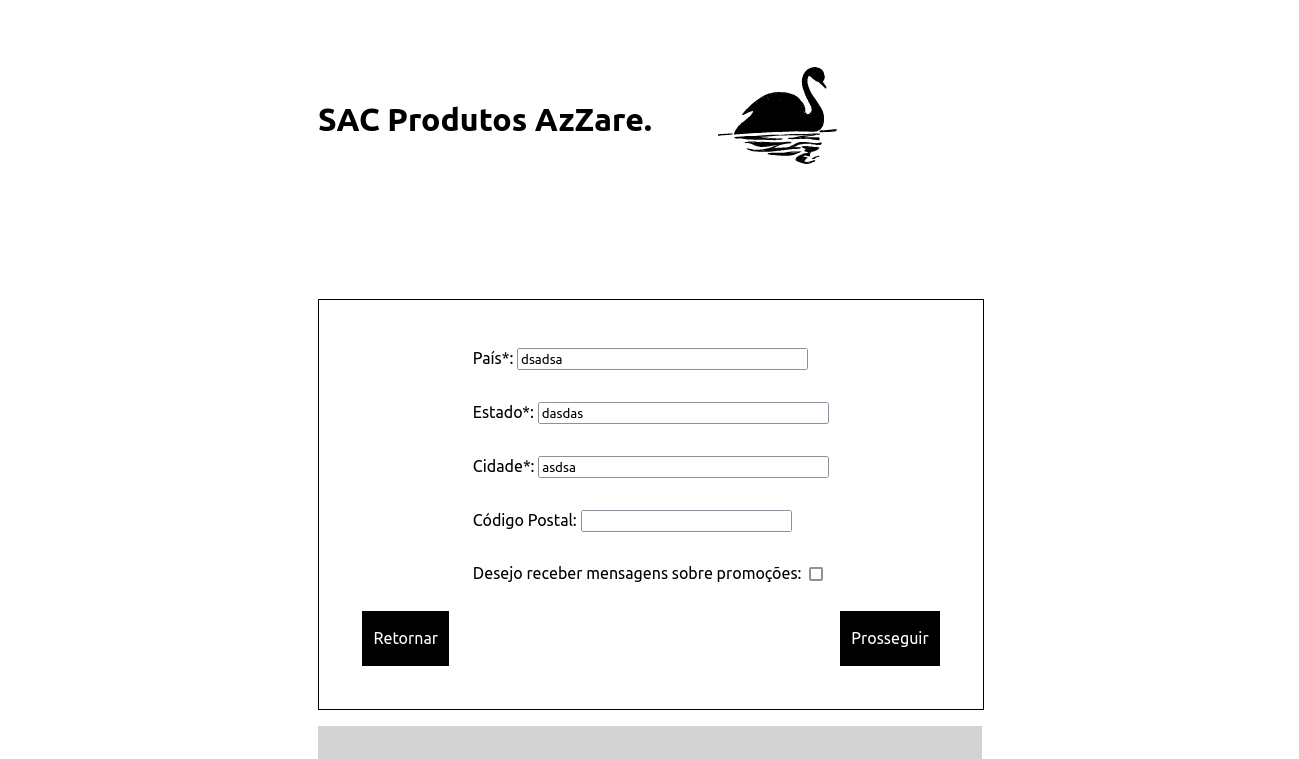 SAC Produtos AzZare.
País*: dsadsa
Estado*: dasdas
Cidade*: asdsa
Código Postal:
Desejo receber mensagens sobre promoções:
Retornar Prosseguir